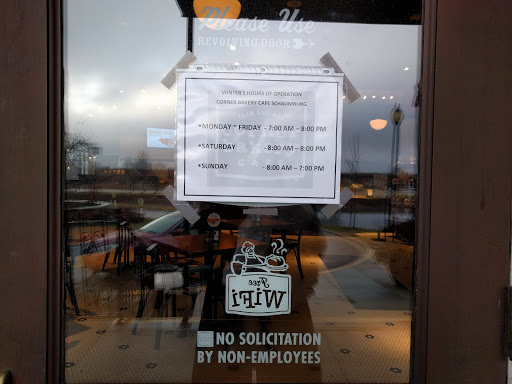 Please Use
REVOLVING DOOR
WINTER'S HOURS OF OPERATION
CORNER BAKERY CAFE SCHAUMBURG
•MONDAY ~ FRIDAY - 7:00 AM – 8:00 PM
•SATURDAY - 8:00 AM – 8:00 PM
•SUNDAY - 8:00 AM – 7:00 PM
Free
WiFi
NO SOLICITATION
BY NON-EMPLOYEES